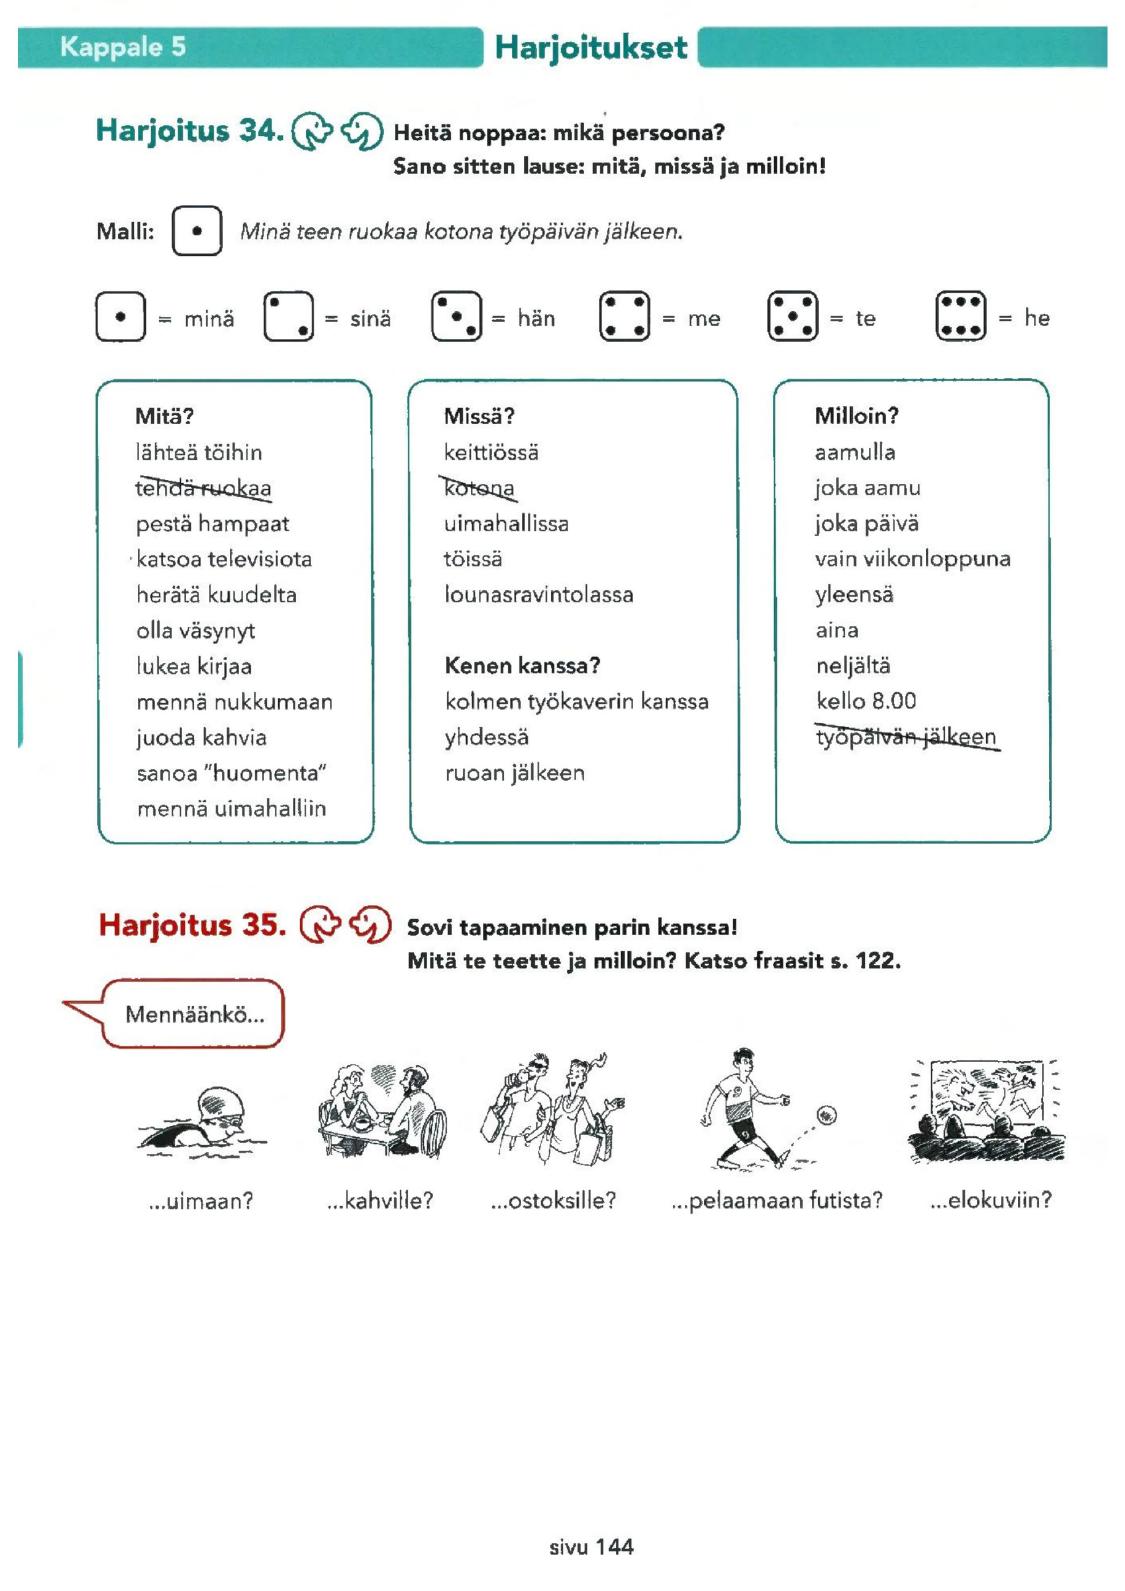 Kappale 5
Harjoitukset
Harjoitus 34.
Heitä noppaa: mikä persoona?
Sano sitten lause: mitä, missä ja milloin!
Malli:
Minä teen ruokaa kotona työpäivän jälkeen.
= minä
= sinä
= hän
= me
= te
= he
Mitä?
lähteä töihin
tehdä ruokaa
pestä hampaat
katsoa televisiota
herätä kuudelta
olla väsynyt
lukea kirjaa
mennä nukkumaan
juoda kahvia
sanoa "huomenta"
mennä uimahalliin
Missä?
keittiössä
kotona
uimahallissa
töissä
lounasravintolassa
Kenen kanssa?
kolmen työkaverin kanssa
yhdessä
ruoan jälkeen
Milloin?
aamulla
joka aamu
joka päivä
vain viikonloppuna
yleensä
aina
neljältä
kello 8.00
työpäivän jälkeen
Harjoitus 35.
Sovi tapaaminen parin kanssa!
Mitä te teette ja milloin? Katso fraasit s. 122.
Mennäänkö...
...uimaan?
...kahville?
...ostoksille?
...pelaamaan futista?
...elokuviin?
sivu 144